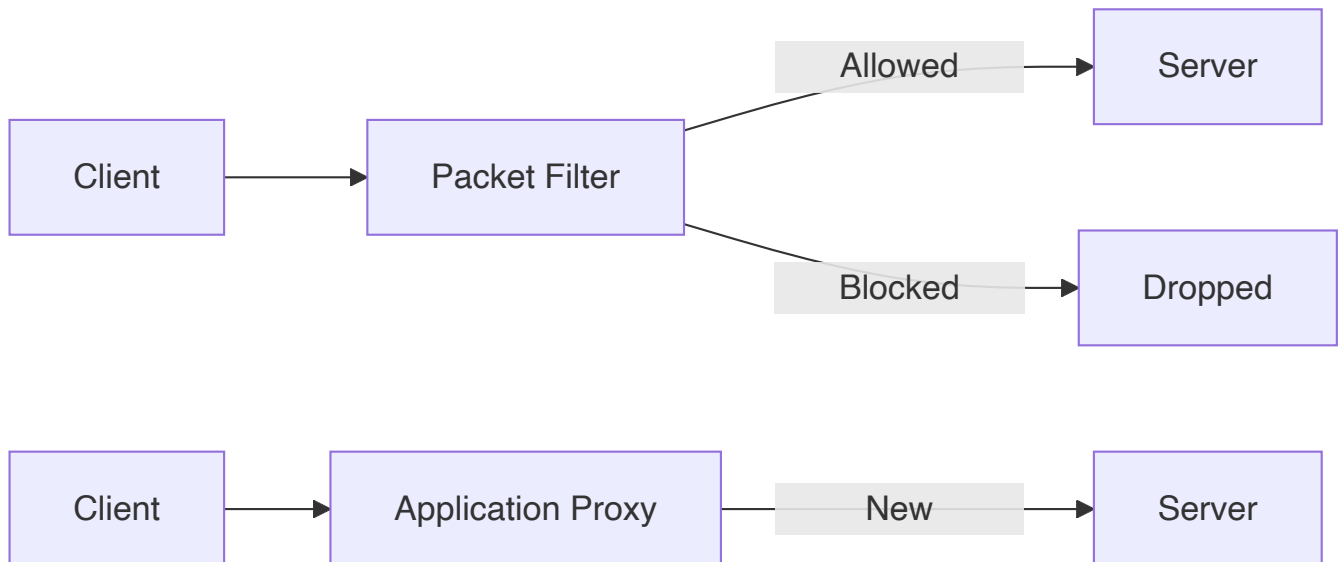 Client
Packet Filter
Allowed
Server
Blocked
Dropped
Client
Application Proxy
New
Server